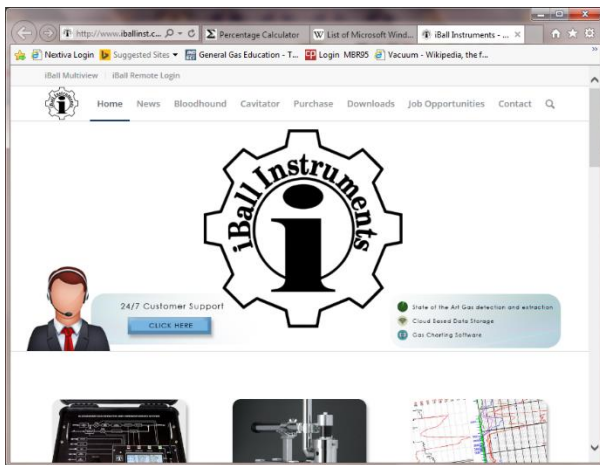 http://www.iballinst.c...
Percentage Calculator
List of Microsoft Wind...
iBall Instruments - ...
Nextiva Login
Suggested Sites
General Gas Education - T...
Login MBR95
Vacuum - Wikipedia, the f...
iBall Multiview
iBall Remote Login
Home News Bloodhound Cavitator Purchase Downloads Job Opportunities Contact
iBall Instruments
i
24/7 Customer Support
CLICK HERE
State of the Art Gas detection and extraction
Cloud Based Data Storage
Gas Charting Software